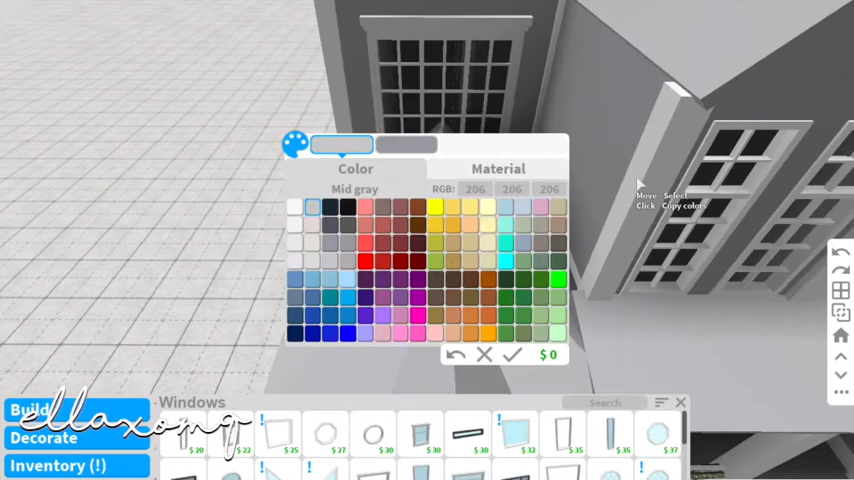 Color
Material
Mid gray
RGB: 206 206 206
Move Select
Click Copy colors
$ 0
Build
Decorate
Inventory (!)
ellaxomq
Windows
Search
$ 20
$ 22
! $ 25
$ 27
$ 30
$ 30
$ 30
! $ 32
$ 35
$ 35
! $ 37
! !